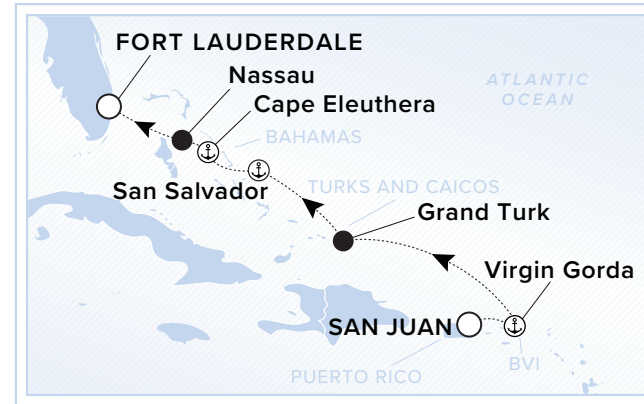 FORT LAUDERDALE
Nassau
ATLANTIC
OCEAN
Cape Eleuthera
BAHAMAS
San Salvador
TURKS AND CAICOS
Grand Turk
Virgin Gorda
SAN JUAN
BVI
PUERTO RICO